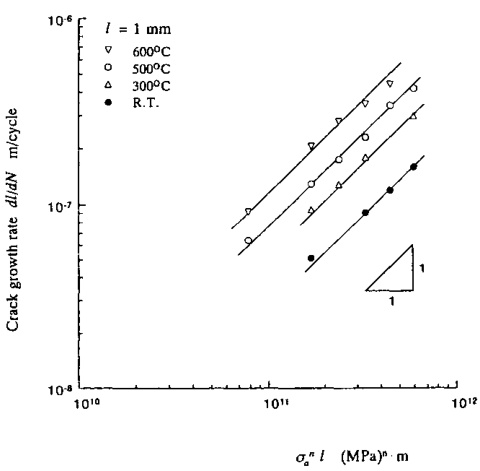 l = 1 mm
▽ 600°C
○ 500°C
△ 300°C
● R.T.
10⁻⁶
10⁻⁷
10⁻⁸
Crack growth rate dl/dN m/cycle
1
1
10¹⁰ 10¹¹ 10¹²
σₐⁿ l (MPa)ⁿ· m